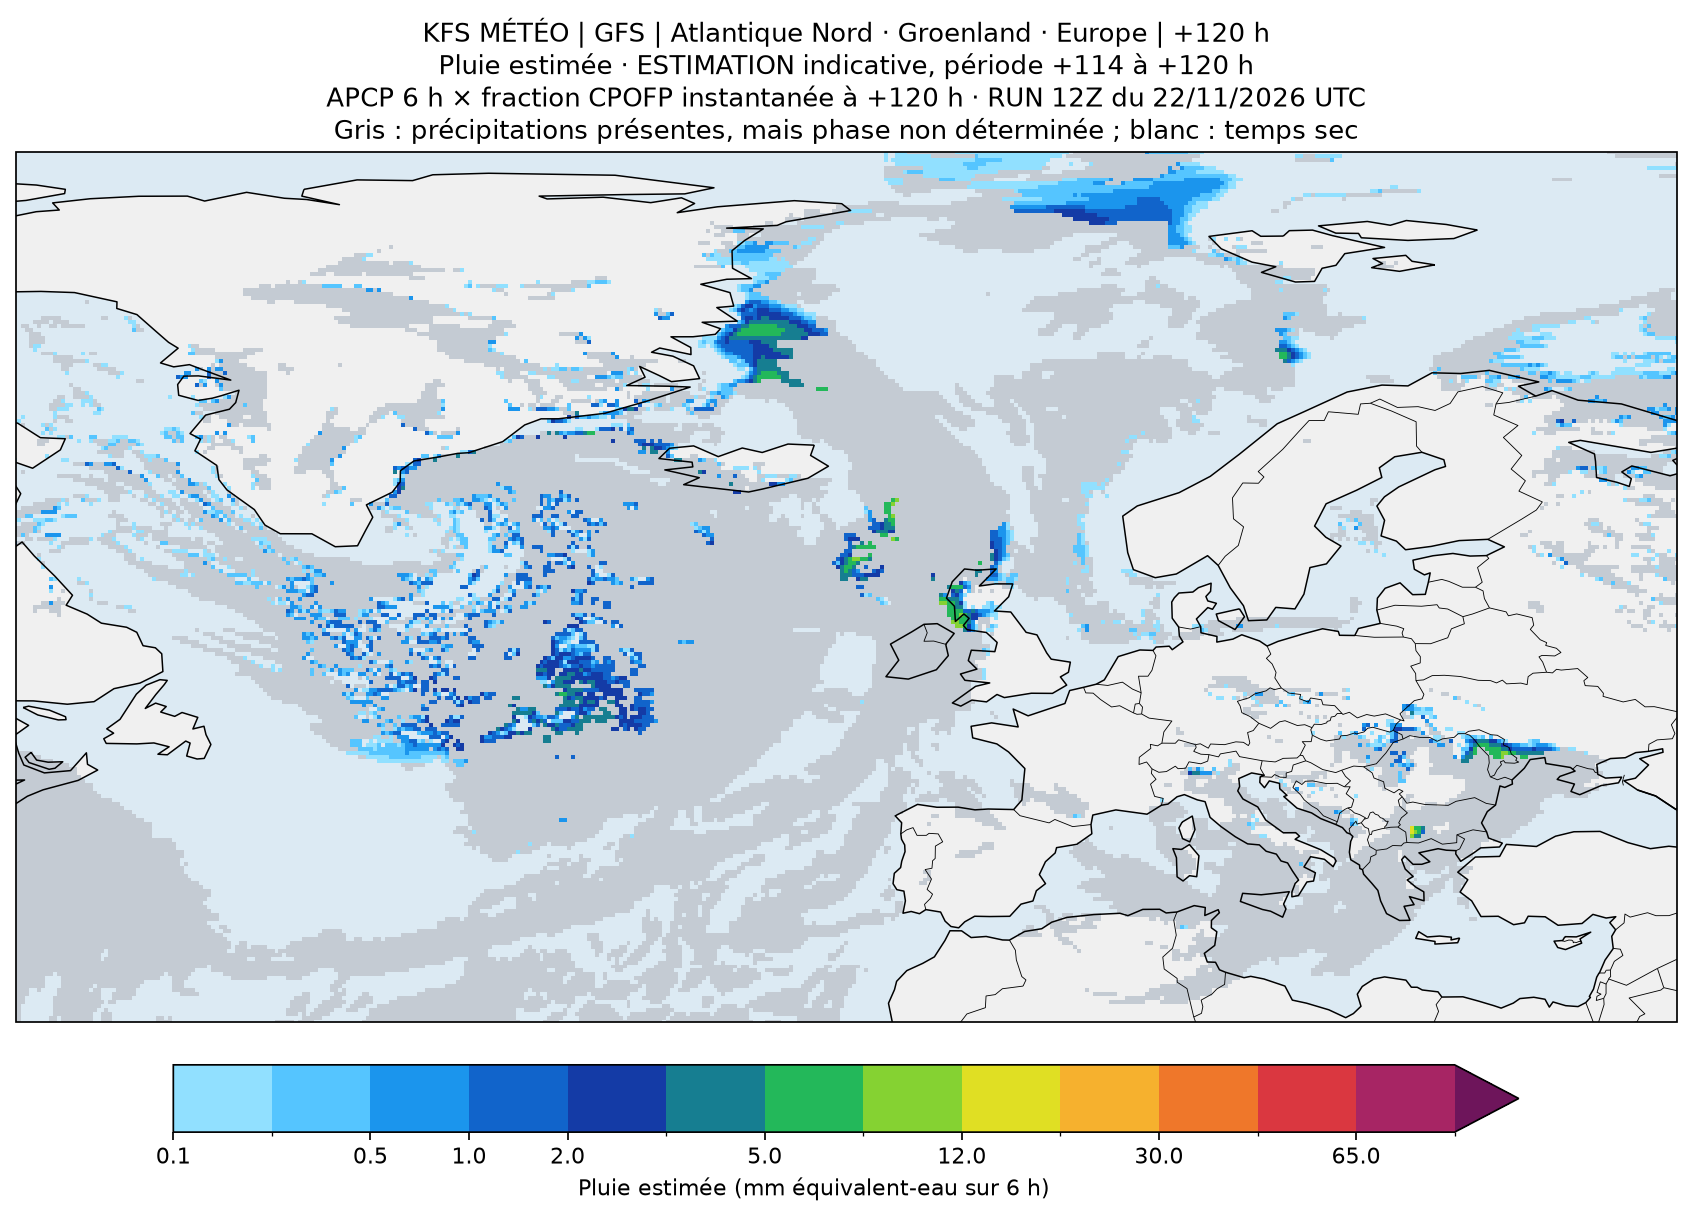 KFS MÉTÉO | GFS | Atlantique Nord · Groenland · Europe | +120 h
Pluie estimée · ESTIMATION indicative, période +114 à +120 h
APCP 6 h × fraction CPOFP instantanée à +120 h · RUN 12Z du 22/11/2026 UTC
Gris : précipitations présentes, mais phase non déterminée ; blanc : temps sec
0.1 0.5 1.0 2.0 5.0 12.0 30.0 65.0
Pluie estimée (mm équivalent-eau sur 6 h)